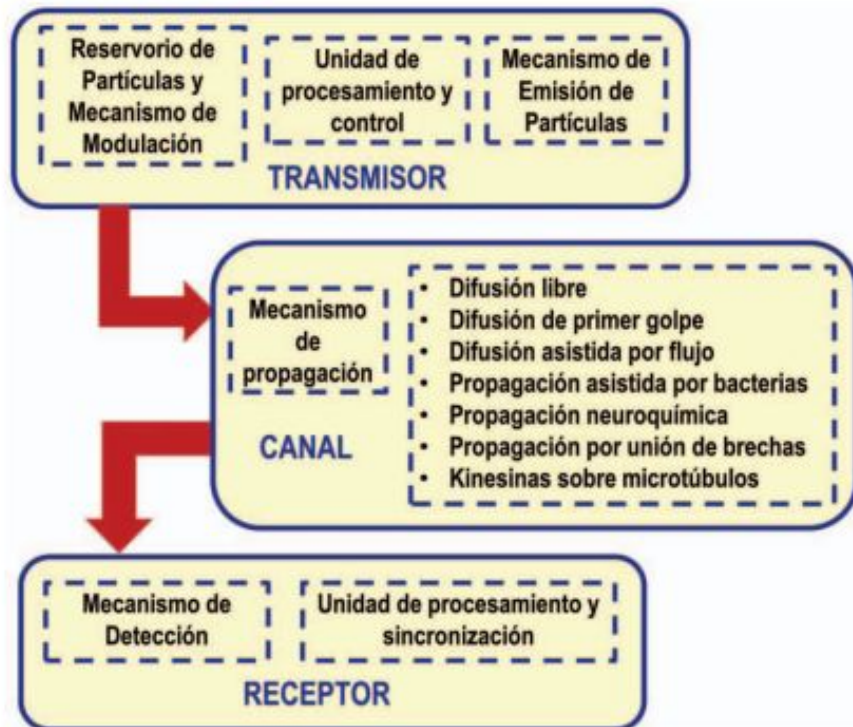 Reservorio de
Partículas y
Mecanismo de
Modulación
Unidad de
procesamiento y
control
Mecanismo de
Emisión de
Partículas
TRANSMISOR
Mecanismo
de
propagación
CANAL
• Difusión libre
• Difusión de primer golpe
• Difusión asistida por flujo
• Propagación asistida por bacterias
• Propagación neuroquímica
• Propagación por unión de brechas
• Kinesinas sobre microtúbulos
Mecanismo de
Detección
Unidad de procesamiento y
sincronización
RECEPTOR